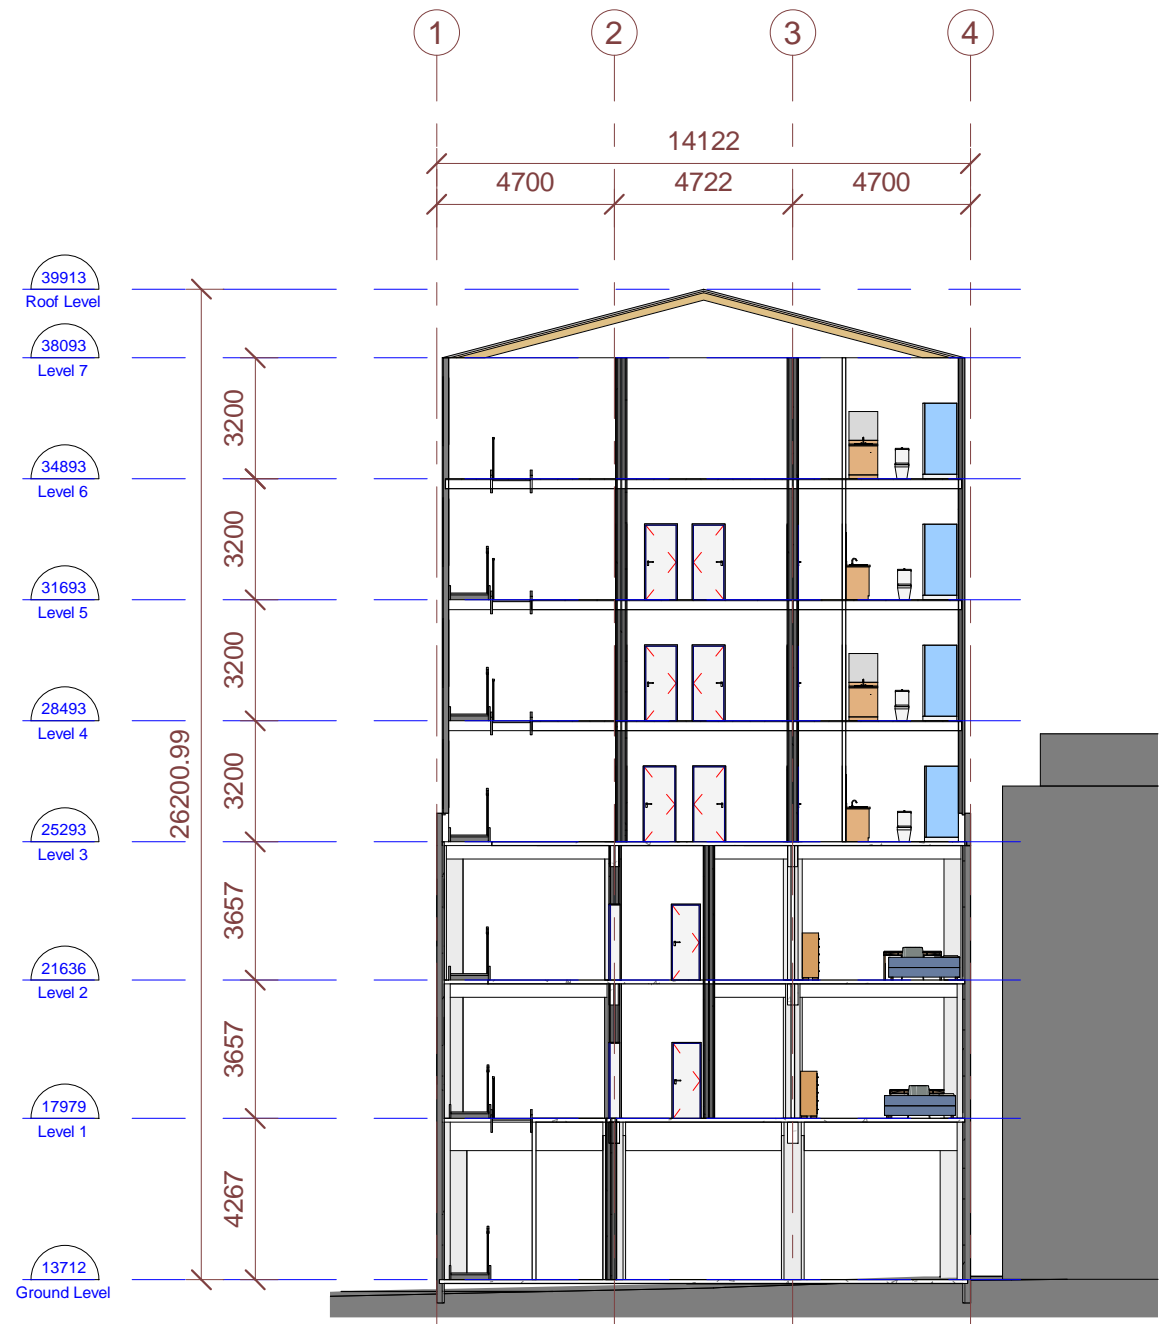 1 2 3 4
14122
4700 4722 4700
39913
Roof Level
38093
Level 7
3200
34893
Level 6
3200
31693
Level 5
3200
28493
Level 4
26200.99
3200
25293
Level 3
3657
21636
Level 2
3657
17979
Level 1
4267
13712
Ground Level